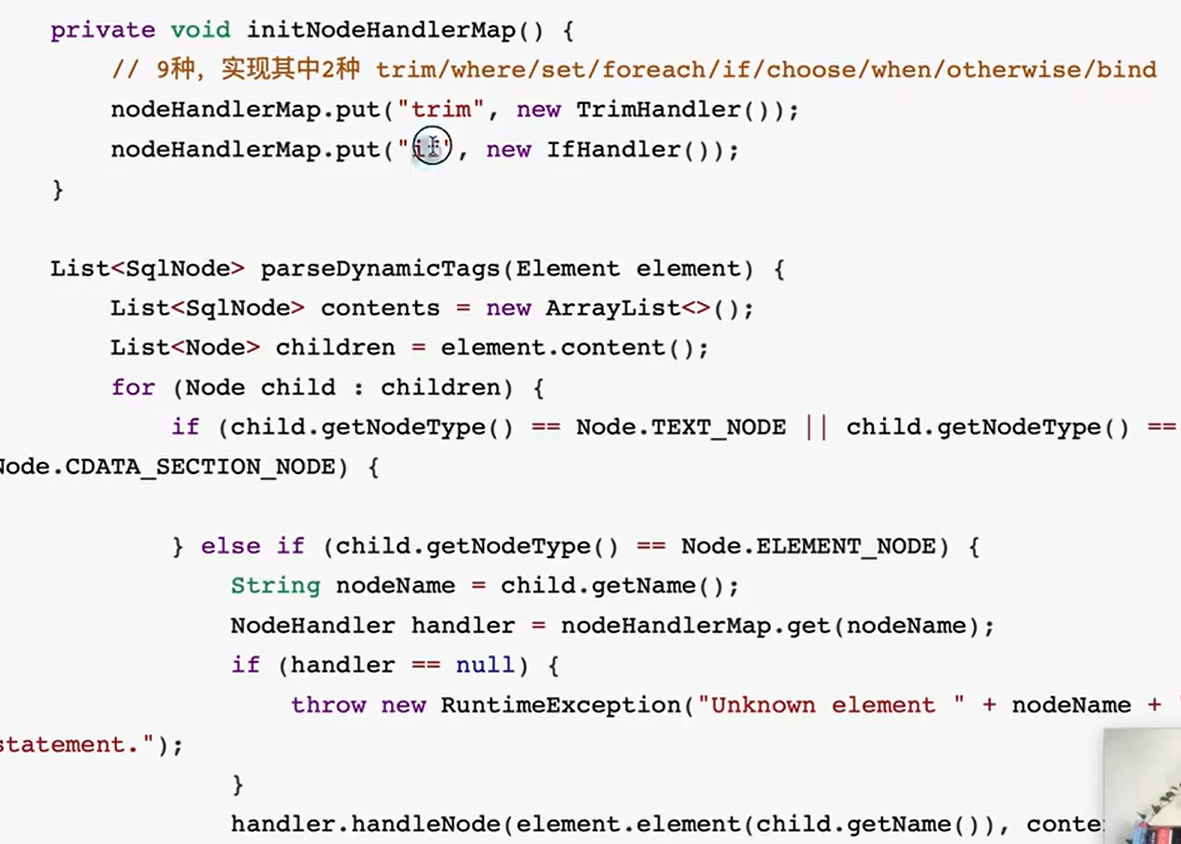 private void initNodeHandlerMap() {
// 9种，实现其中2种 trim/where/set/foreach/if/choose/when/otherwise/bind
nodeHandlerMap.put("trim", new TrimHandler());
nodeHandlerMap.put("if", new IfHandler());
}
List<SqlNode> parseDynamicTags(Element element) {
List<SqlNode> contents = new ArrayList<>();
List<Node> children = element.content();
for (Node child : children) {
if (child.getNodeType() == Node.TEXT_NODE || child.getNodeType() ==
Node.CDATA_SECTION_NODE) {
} else if (child.getNodeType() == Node.ELEMENT_NODE) {
String nodeName = child.getName();
NodeHandler handler = nodeHandlerMap.get(nodeName);
if (handler == null) {
throw new RuntimeException("Unknown element " + nodeName + "
statement.");
}
handler.handleNode(element.element(child.getName()), conte